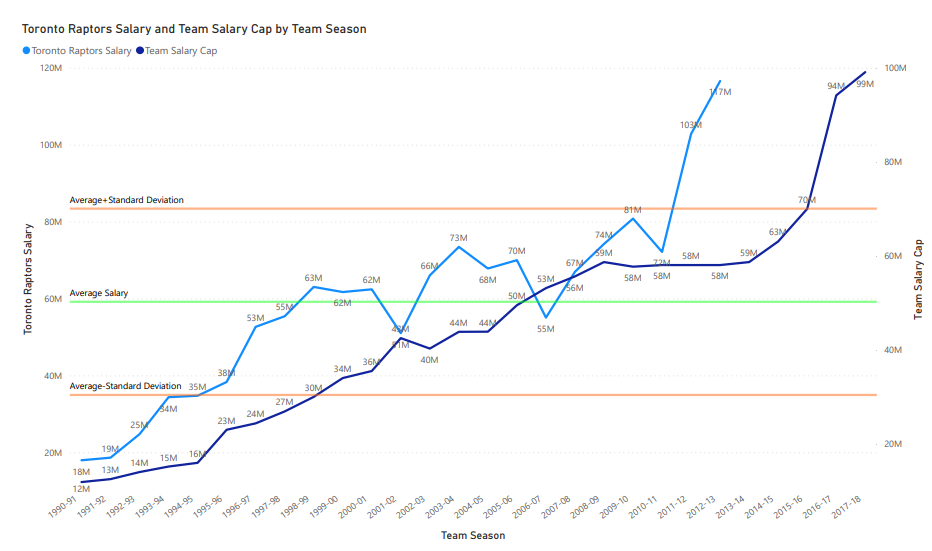 Toronto Raptors Salary and Team Salary Cap by Team Season
Toronto Raptors Salary Team Salary Cap
120M
100M
80M
60M
40M
20M
Toronto Raptors Salary
100M
80M
60M
40M
20M
Team Salary Cap
Average+Standard Deviation
Average Salary
Average-Standard Deviation
18M
19M
25M
34M
35M
38M
53M
55M
63M
62M
62M
51M
66M
73M
68M
70M
55M
67M
74M
81M
72M
103M
117M
12M
13M
14M
15M
16M
23M
24M
27M
30M
34M
36M
43M
40M
44M
44M
50M
53M
56M
59M
58M
58M
58M
58M
59M
63M
70M
94M
99M
1990-91
1991-92
1992-93
1993-94
1994-95
1995-96
1996-97
1997-98
1998-99
1999-00
2000-01
2001-02
2002-03
2003-04
2004-05
2005-06
2006-07
2007-08
2008-09
2009-10
2010-11
2011-12
2012-13
2013-14
2014-15
2015-16
2016-17
2017-18
Team Season